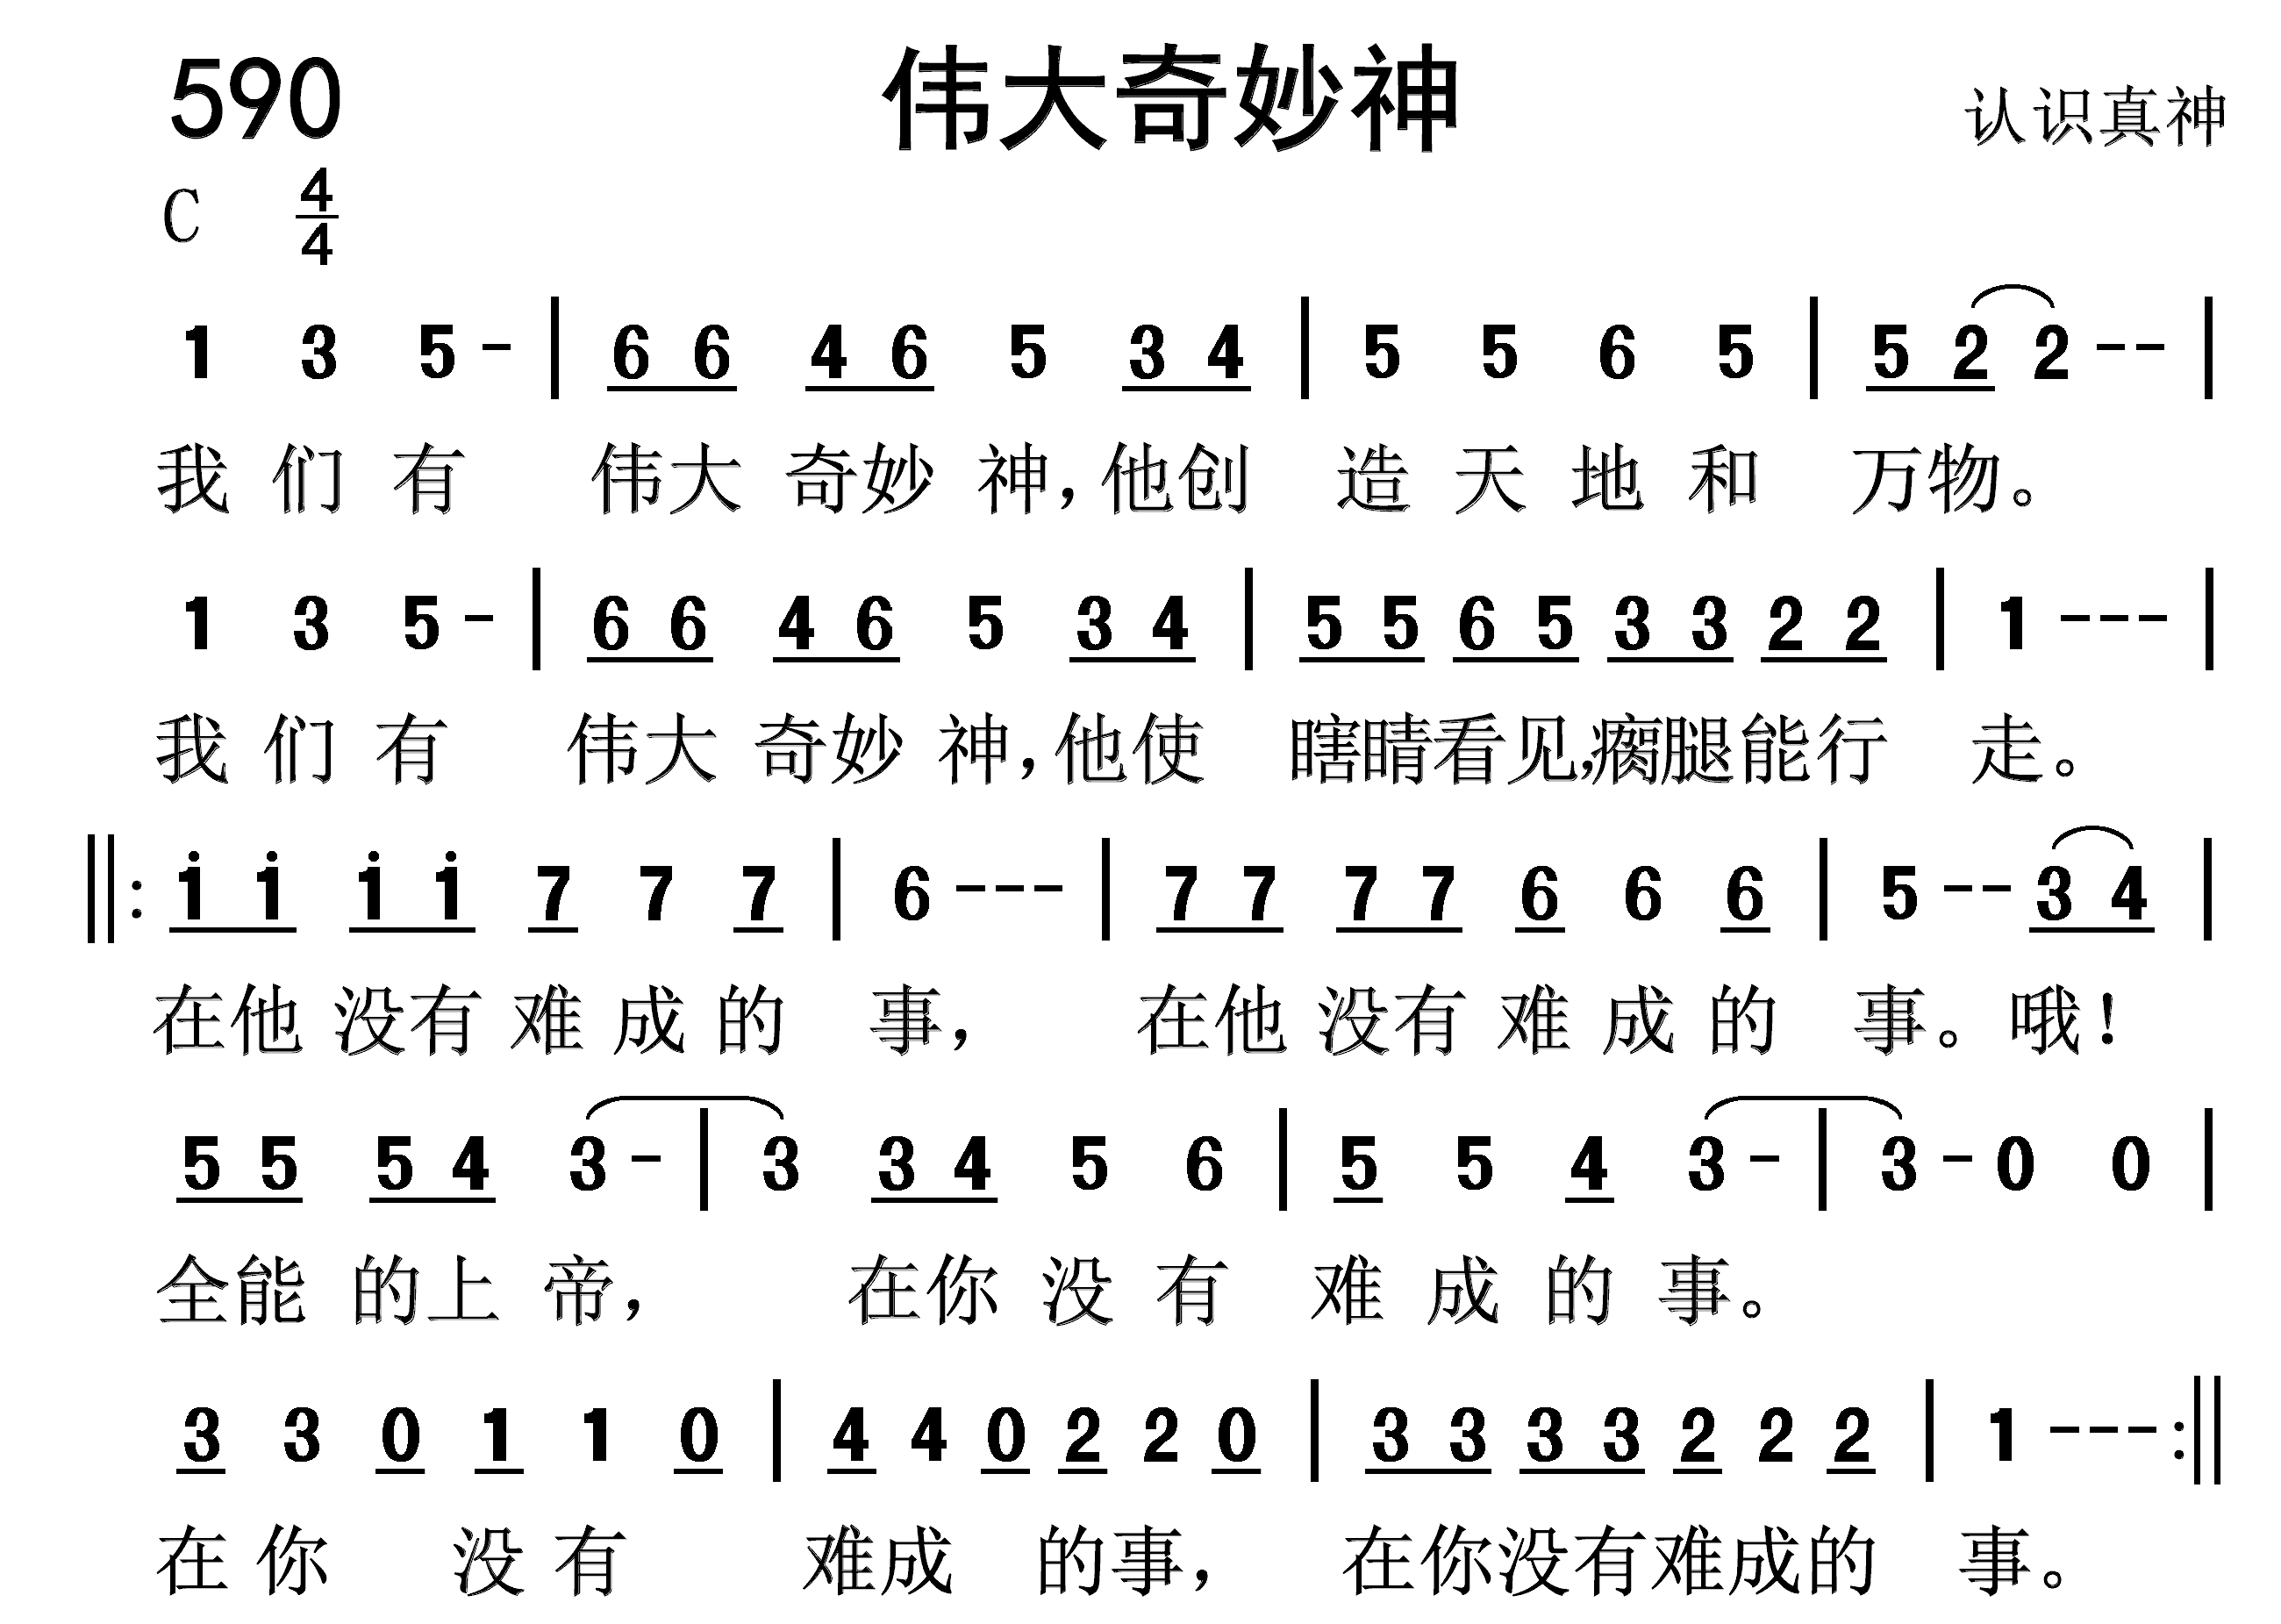 590 伟大奇妙神 认识真神
C 4/4
1 3 5 - | 6 6 4 6 5 3 4 | 5 5 6 5 | 5 2 2 - - |
我们有 伟大奇妙神，他创造天地和万物。
1 3 5 - | 6 6 4 6 5 3 4 | 5 5 6 5 3 3 2 2 | 1 - - - |
我们有 伟大奇妙神，他使瞎睛看见，瘸腿能行走。
‖: i i i i 7 7 7 | 6 - - - | 7 7 7 7 6 6 6 | 5 - - 3 4 |
在他没有难成的事， 在他没有难成的事。哦！
5 5 5 4 3 - | 3 3 4 5 6 | 5 5 4 3 - | 3 - 0 0 |
全能的上帝， 在你没有难成的事。
3 3 0 1 1 0 | 4 4 0 2 2 0 | 3 3 3 3 2 2 2 | 1 - - - :‖
在你 没有 难成 的事， 在你没有难成的事。